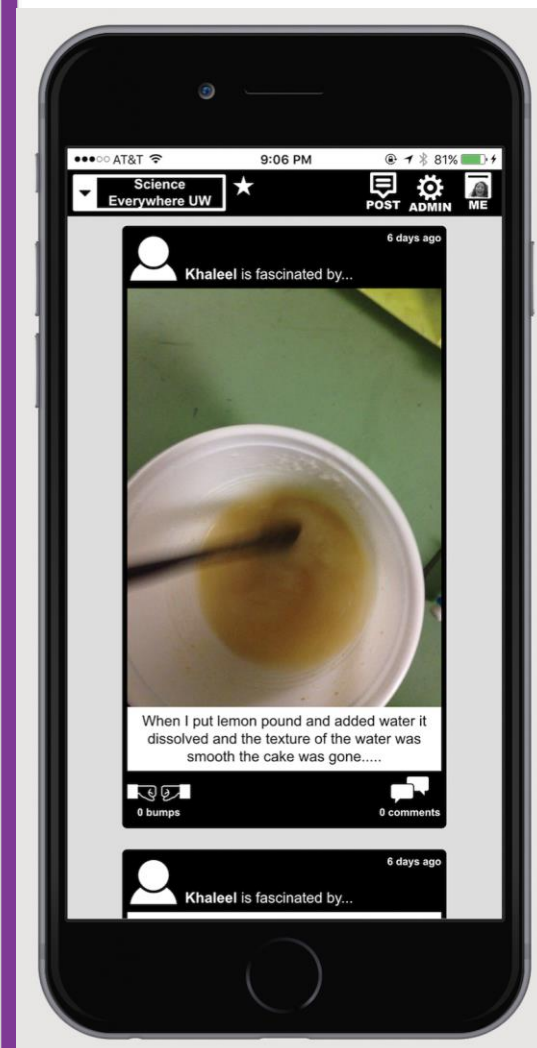 AT&T 9:06 PM 81%
Science
Everywhere UW
POST ADMIN ME
6 days ago
Khaleel is fascinated by...
When I put lemon pound and added water it
dissolved and the texture of the water was
smooth the cake was gone.....
0 bumps 0 comments
6 days ago
Khaleel is fascinated by...